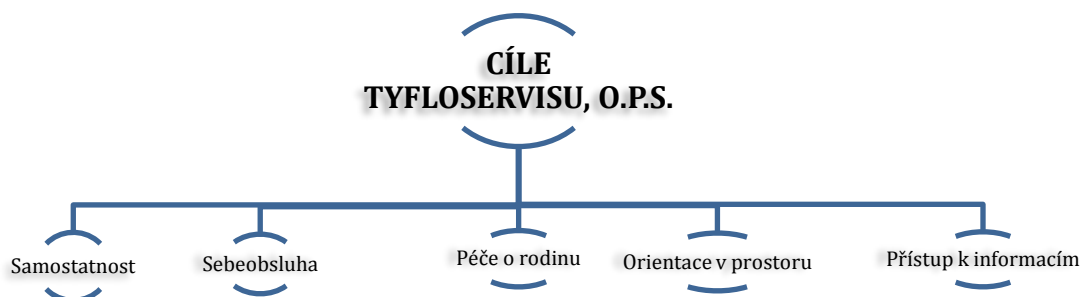 CÍLE
TYFLOSERVISU, O.P.S.
Samostatnost
Sebeobsluha
Péče o rodinu
Orientace v prostoru
Přístup k informacím